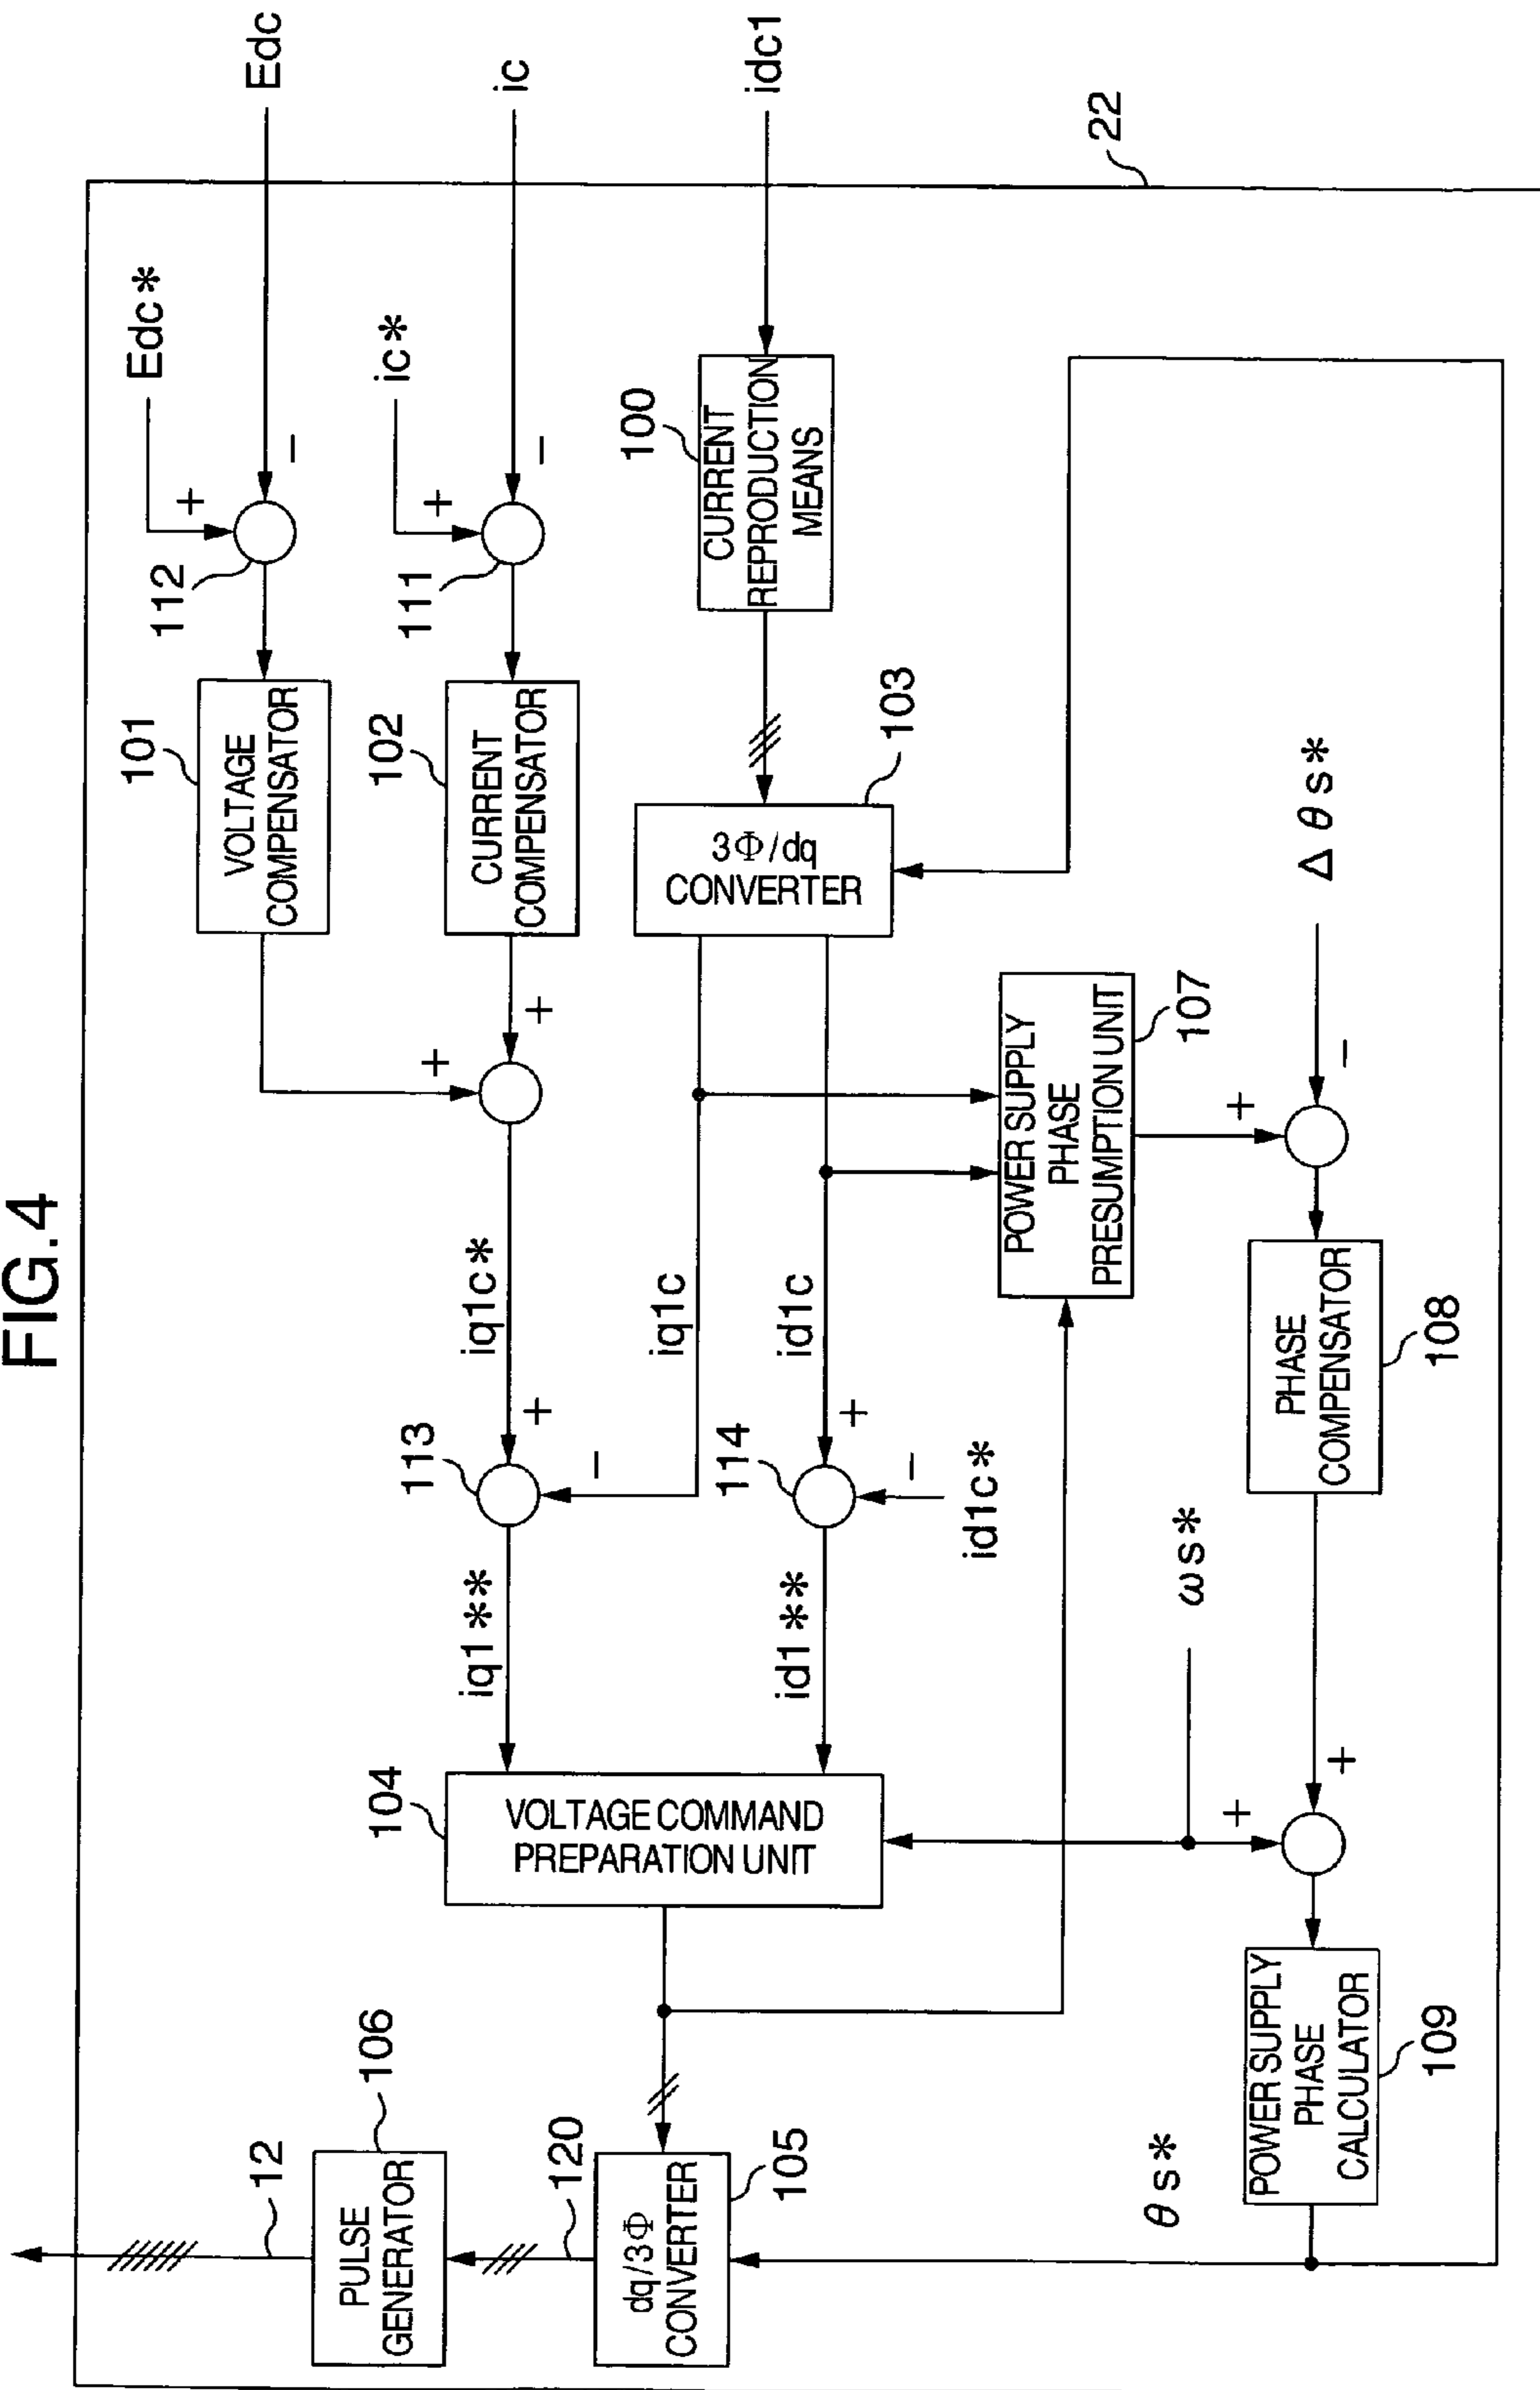 FIG.4
12
106
PULSE
GENERATOR
120
dq/3Φ
CONVERTER
105
104
VOLTAGE COMMAND
PREPARATION UNIT
iq1**
id1**
113
+
−
114
+
−
id1c*
iq1c*
iq1c
id1c
+
+
101
VOLTAGE
COMPENSATOR
102
CURRENT
COMPENSATOR
103
3Φ/dq
CONVERTER
112
+
−
Edc*
Edc
111
+
−
ic*
ic
100
CURRENT
REPRODUCTION
MEANS
idc1
22
POWER SUPPLY
PHASE
PRESUMPTION UNIT
107
+
−
Δθs*
PHASE
COMPENSATOR
108
ωs*
+
+
POWER SUPPLY
PHASE
CALCULATOR
109
θs*